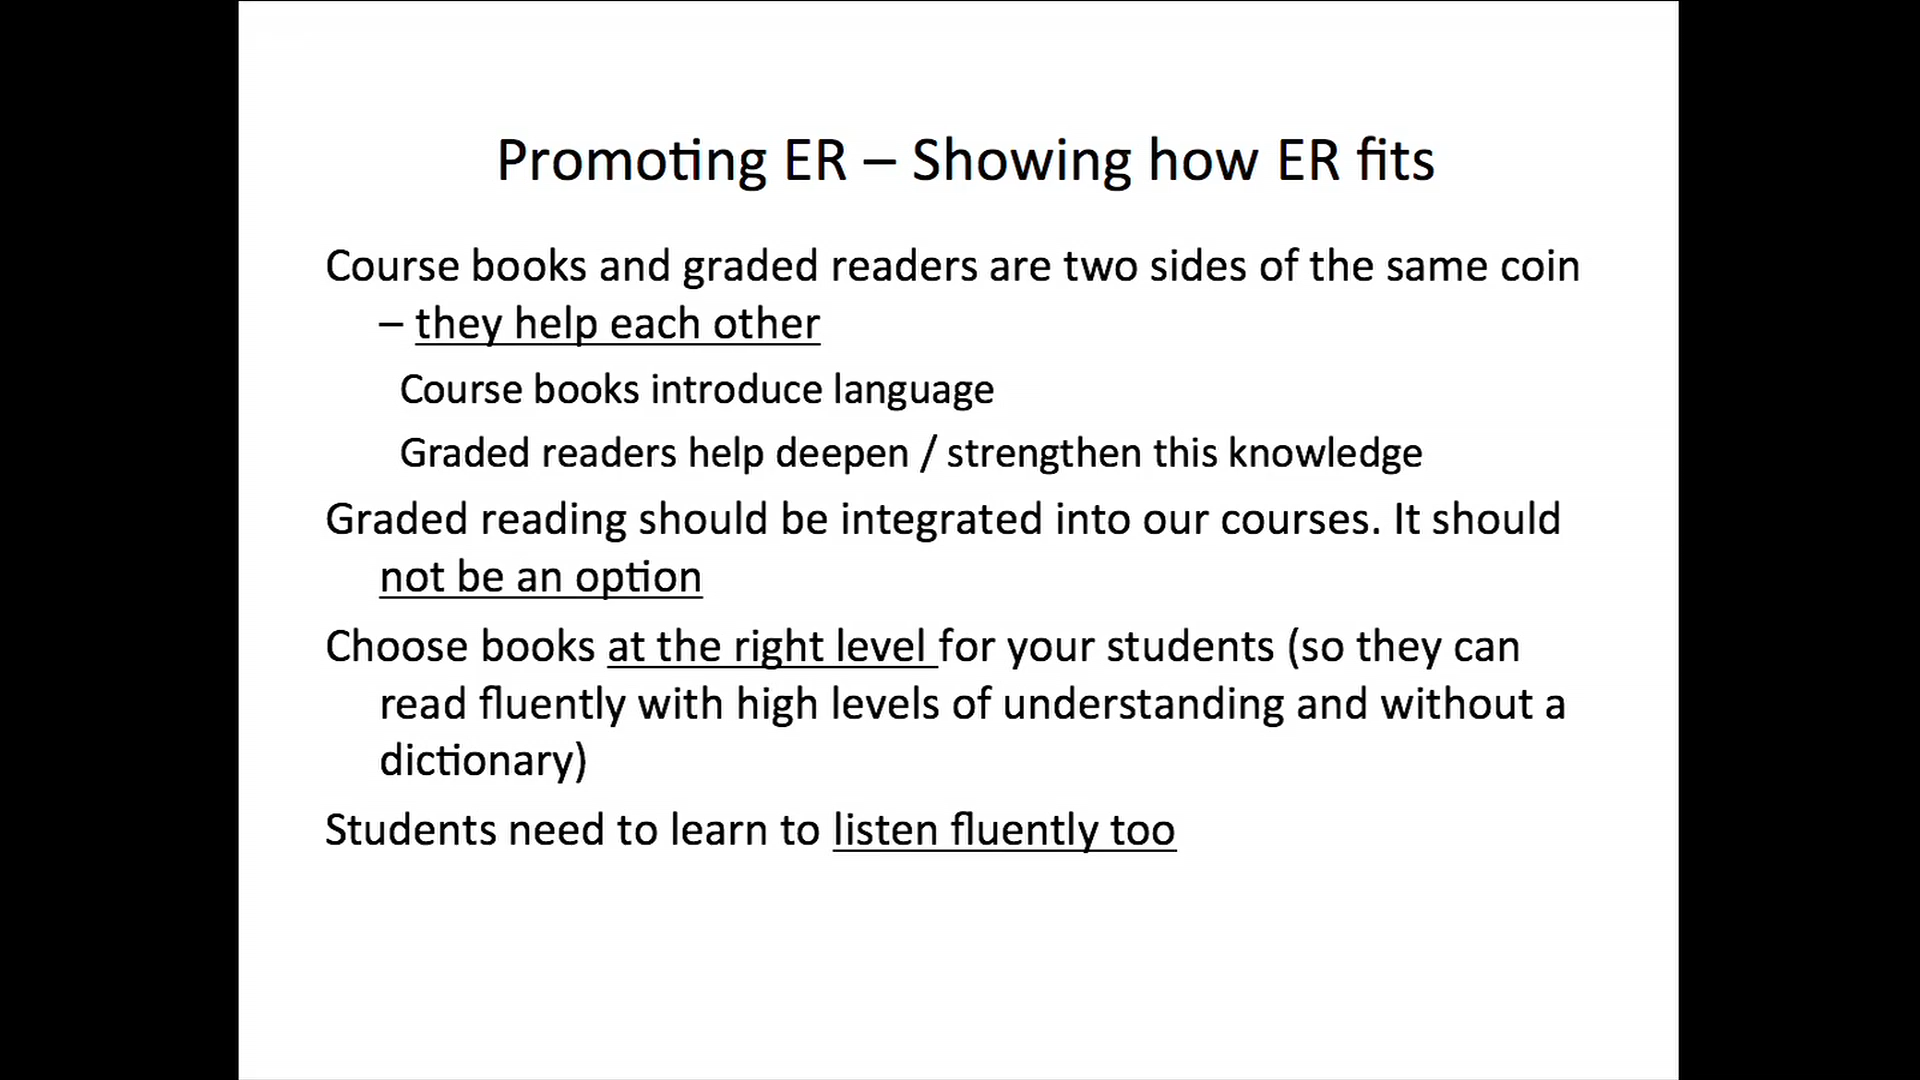 Promoting ER – Showing how ER fits
Course books and graded readers are two sides of the same coin
– they help each other
Course books introduce language
Graded readers help deepen / strengthen this knowledge
Graded reading should be integrated into our courses. It should
not be an option
Choose books at the right level for your students (so they can
read fluently with high levels of understanding and without a
dictionary)
Students need to learn to listen fluently too